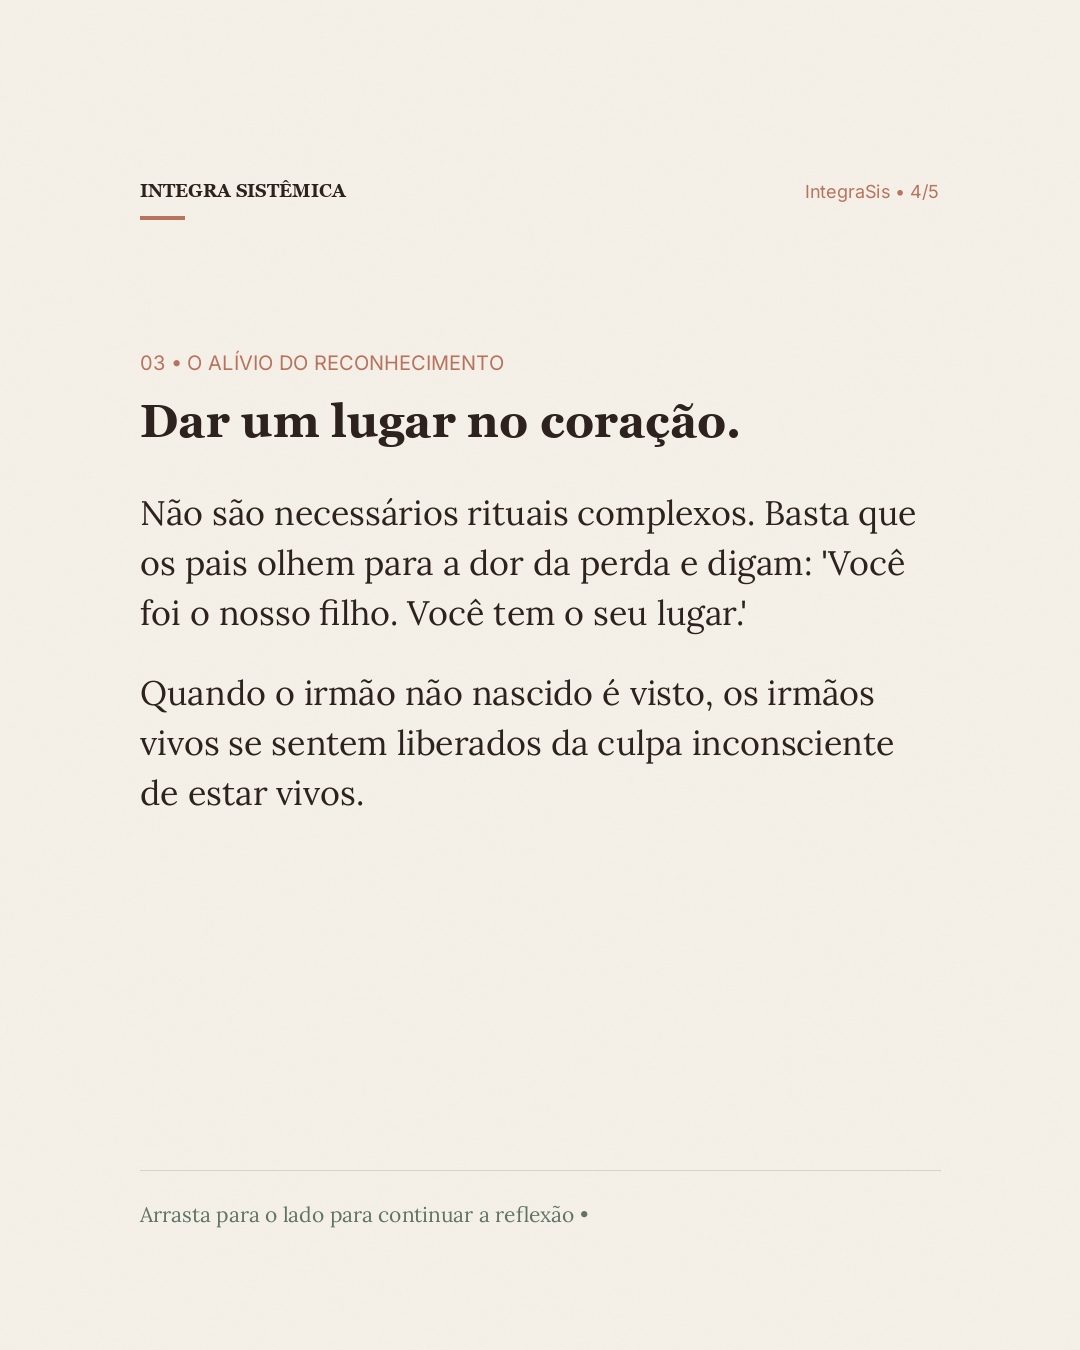 INTEGRA SISTÊMICA
IntegraSis • 4/5
03 • O ALÍVIO DO RECONHECIMENTO
Dar um lugar no coração.
Não são necessários rituais complexos. Basta que
os pais olhem para a dor da perda e digam: 'Você
foi o nosso filho. Você tem o seu lugar.'
Quando o irmão não nascido é visto, os irmãos
vivos se sentem liberados da culpa inconsciente
de estar vivos.
Arrasta para o lado para continuar a reflexão •